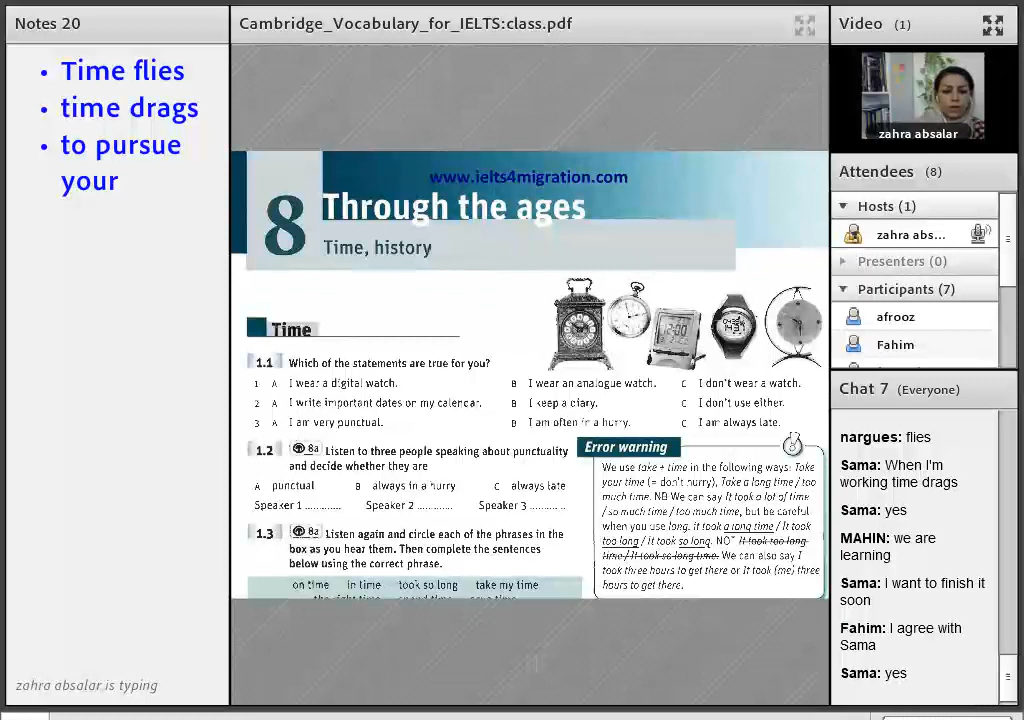 Notes 20
• Time flies
• time drags
• to pursue
your
zahra absalar is typing
Cambridge_Vocabulary_for_IELTS:class.pdf
www.ielts4migration.com
8
Through the ages
Time, history
Time
1.1 Which of the statements are true for you?
1 A I wear a digital watch. B I wear an analogue watch. C I don't wear a watch.
2 A I write important dates on my calendar. B I keep a diary. C I don't use either.
3 A I am very punctual. B I am often in a hurry. C I am always late.
1.2 8a Listen to three people speaking about punctuality
and decide whether they are
A punctual B always in a hurry C always late
Speaker 1 ............ Speaker 2 ............ Speaker 3 ............
1.3 8a Listen again and circle each of the phrases in the
box as you hear them. Then complete the sentences
below using the correct phrase.
on time in time took so long take my time
Error warning
We use take + time in the following ways: Take
your time (= don't hurry), Take a long time / too
much time. NB We can say It took a lot of time
/ so much time / too much time, but be careful
when you use long. it took a long time / It took
too long / it took so long. NOT It took too long
time / It took so long time. We can also say I
took three hours to get there or It took (me) three
hours to get there.
Video (1)
zahra absalar
Attendees (8)
Hosts (1)
zahra abs...
Presenters (0)
Participants (7)
afrooz
Fahim
Chat 7 (Everyone)
nargues: flies
Sama: When I'm
working time drags
Sama: yes
MAHIN: we are
learning
Sama: I want to finish it
soon
Fahim: I agree with
Sama
Sama: yes